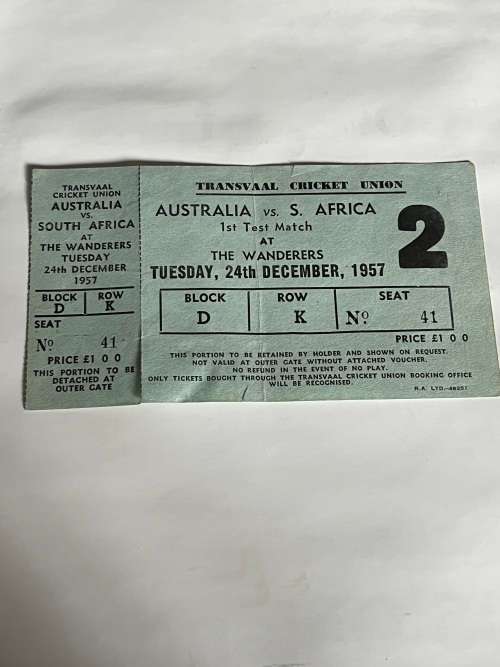 TRANSVAAL
CRICKET UNION
AUSTRALIA
vs.
SOUTH AFRICA
AT
THE WANDERERS
TUESDAY
24th DECEMBER
1957
BLOCK ROW
D K
SEAT
No 41
PRICE £1 0 0
THIS PORTION TO BE
DETACHED AT
OUTER GATE
TRANSVAAL CRICKET UNION
AUSTRALIA vs. S. AFRICA
1st Test Match
AT
THE WANDERERS
TUESDAY, 24th DECEMBER, 1957
2
BLOCK ROW SEAT
D K No 41
PRICE £1 0 0
THIS PORTION TO BE RETAINED BY HOLDER AND SHOWN ON REQUEST.
NOT VALID AT OUTER GATE WITHOUT ATTACHED VOUCHER.
NO REFUND IN THE EVENT OF NO PLAY.
ONLY TICKETS BOUGHT THROUGH THE TRANSVAAL CRICKET UNION BOOKING OFFICE
WILL BE RECOGNISED.